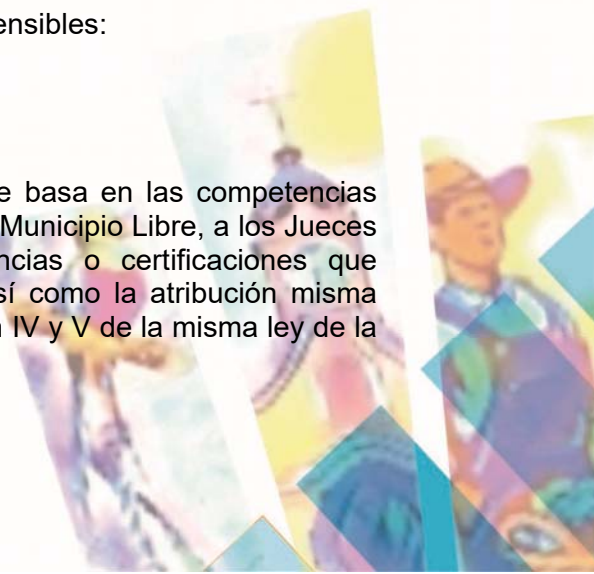 ensibles:
e basa en las competencias
Municipio Libre, a los Jueces
ncias o certificaciones que
sí como la atribución misma
n IV y V de la misma ley de la